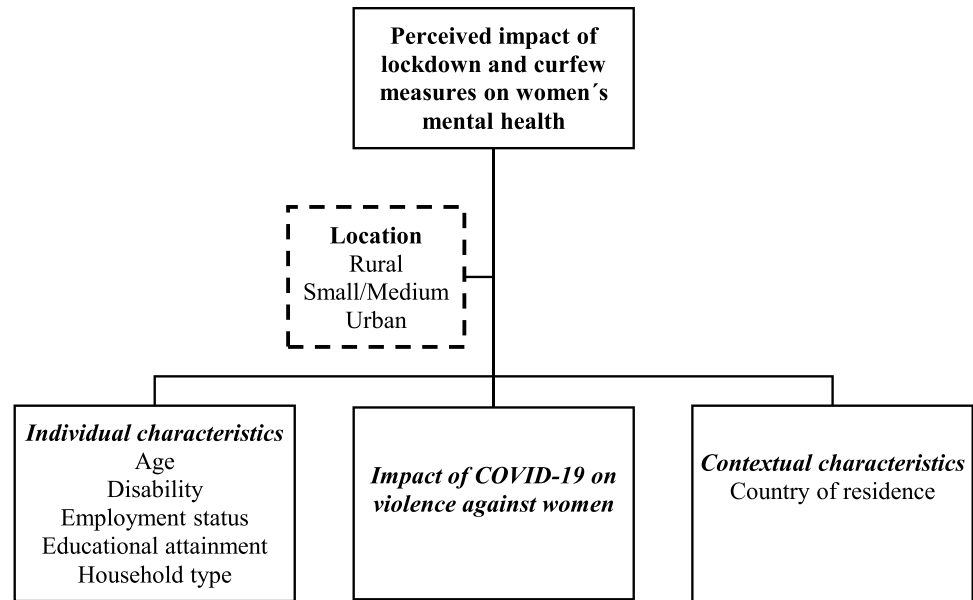 Perceived impact of
lockdown and curfew
measures on women´s
mental health
Location
Rural
Small/Medium
Urban
Individual characteristics
Age
Disability
Employment status
Educational attainment
Household type
Impact of COVID-19 on
violence against women
Contextual characteristics
Country of residence